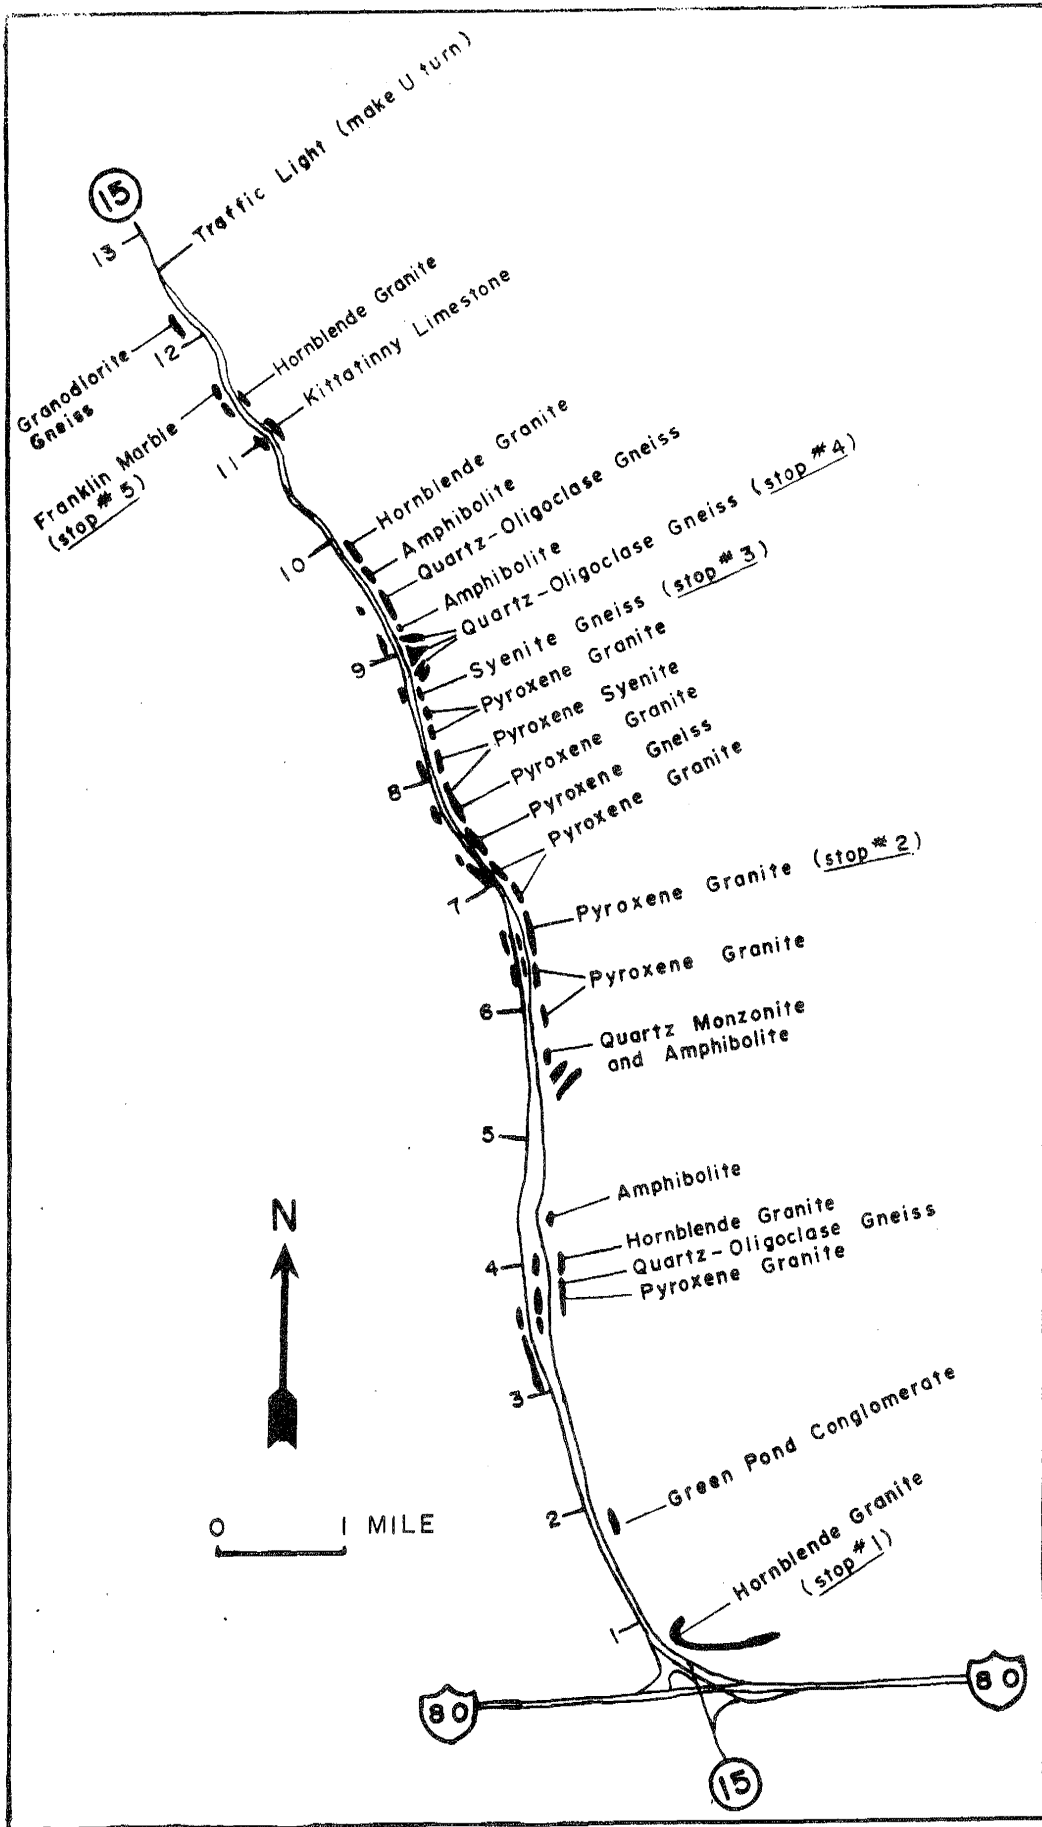 Traffic Light (make U turn)
15
13
Hornblende Granite
Kittatinny Limestone
12
Granodiorite
Gneiss
Franklin Marble
(stop #5)
11
Hornblende Granite
Amphibolite
Quartz-Oligoclase Gneiss
10
Amphibolite
Quartz-Oligoclase Gneiss (stop #4)
9
Syenite Gneiss (stop #3)
Pyroxene Granite
Pyroxene Syenite
Pyroxene Granite
8
Pyroxene Gneiss
Pyroxene Granite
7
Pyroxene Granite (stop #2)
Pyroxene Granite
6
Quartz Monzonite
and Amphibolite
5
Amphibolite
N
Hornblende Granite
4
Quartz-Oligoclase Gneiss
Pyroxene Granite
3
Green Pond Conglomerate
2
0 1 MILE
Hornblende Granite
(stop #1)
1
80
80
15